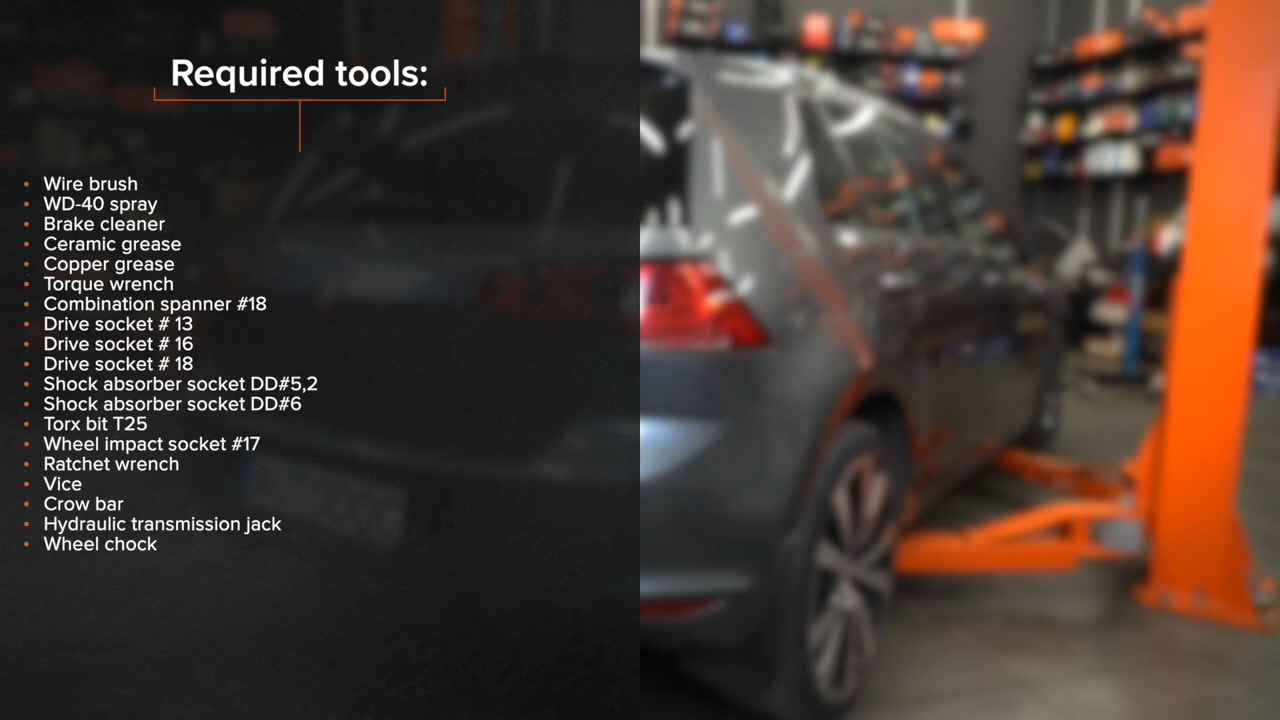 Required tools:
• Wire brush
• WD-40 spray
• Brake cleaner
• Ceramic grease
• Copper grease
• Torque wrench
• Combination spanner #18
• Drive socket # 13
• Drive socket # 16
• Drive socket # 18
• Shock absorber socket DD#5,2
• Shock absorber socket DD#6
• Torx bit T25
• Wheel impact socket #17
• Ratchet wrench
• Vice
• Crow bar
• Hydraulic transmission jack
• Wheel chock